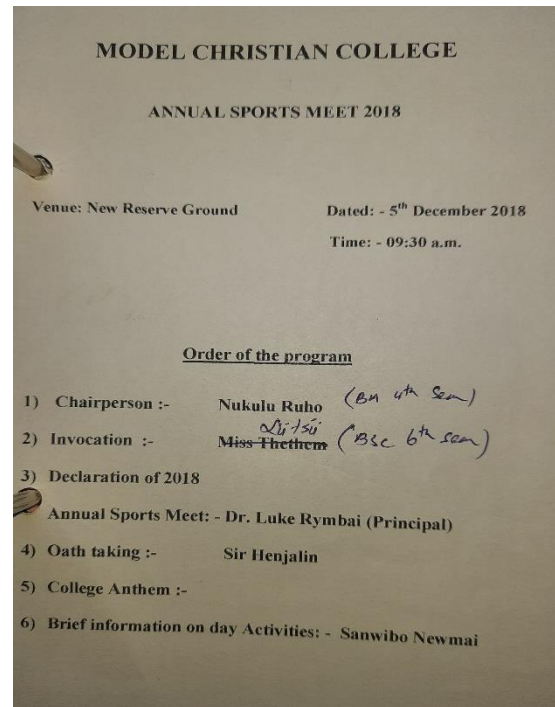 MODEL CHRISTIAN COLLEGE
ANNUAL SPORTS MEET 2018
Venue: New Reserve Ground Dated: - 5th December 2018
Time: - 09:30 a.m.
Order of the program
1) Chairperson :- Nukulu Ruho (BA 4th Sem)
Lütsü
2) Invocation :- Miss Thethem (BSc 6th sem)
3) Declaration of 2018
Annual Sports Meet: - Dr. Luke Rymbai (Principal)
4) Oath taking :- Sir Henjalin
5) College Anthem :-
6) Brief information on day Activities: - Sanwibo Newmai